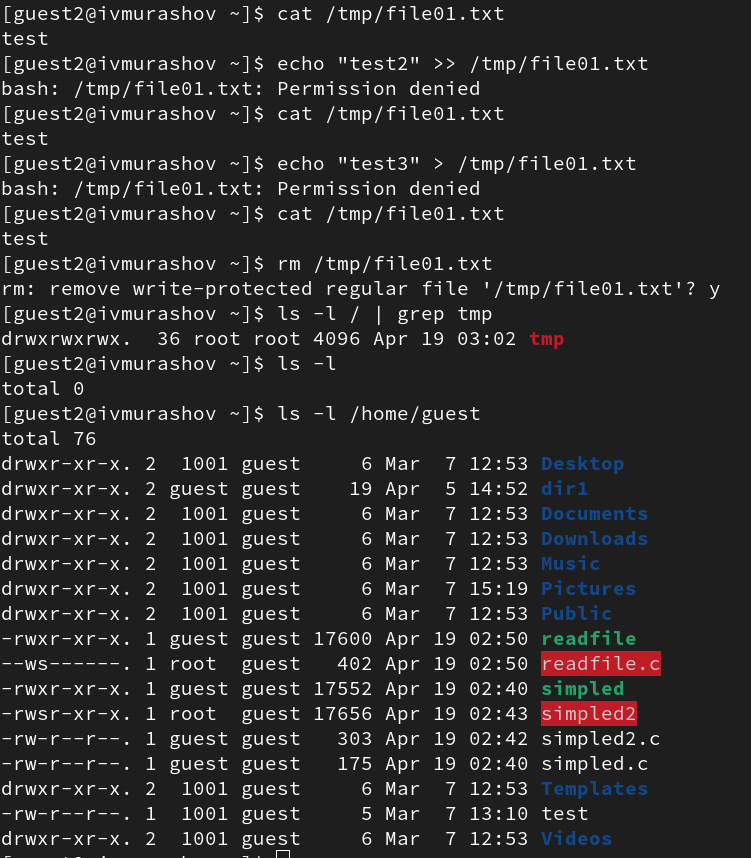 [guest2@ivmurashov ~]$ cat /tmp/file01.txt
test
[guest2@ivmurashov ~]$ echo "test2" >> /tmp/file01.txt
bash: /tmp/file01.txt: Permission denied
[guest2@ivmurashov ~]$ cat /tmp/file01.txt
test
[guest2@ivmurashov ~]$ echo "test3" > /tmp/file01.txt
bash: /tmp/file01.txt: Permission denied
[guest2@ivmurashov ~]$ cat /tmp/file01.txt
test
[guest2@ivmurashov ~]$ rm /tmp/file01.txt
rm: remove write-protected regular file '/tmp/file01.txt'? y
[guest2@ivmurashov ~]$ ls -l / | grep tmp
drwxrwxrwx.  36 root root 4096 Apr 19 03:02 tmp
[guest2@ivmurashov ~]$ ls -l
total 0
[guest2@ivmurashov ~]$ ls -l /home/guest
total 76
drwxr-xr-x. 2  1001 guest     6 Mar  7 12:53 Desktop
drwxr-xr-x. 2 guest guest    19 Apr  5 14:52 dir1
drwxr-xr-x. 2  1001 guest     6 Mar  7 12:53 Documents
drwxr-xr-x. 2  1001 guest     6 Mar  7 12:53 Downloads
drwxr-xr-x. 2  1001 guest     6 Mar  7 12:53 Music
drwxr-xr-x. 2  1001 guest     6 Mar  7 15:19 Pictures
drwxr-xr-x. 2  1001 guest     6 Mar  7 12:53 Public
-rwxr-xr-x. 1 guest guest 17600 Apr 19 02:50 readfile
--ws------. 1 root  guest   402 Apr 19 02:50 readfile.c
-rwxr-xr-x. 1 guest guest 17552 Apr 19 02:40 simpled
-rwsr-xr-x. 1 root  guest 17656 Apr 19 02:43 simpled2
-rw-r--r--. 1 guest guest   303 Apr 19 02:42 simpled2.c
-rw-r--r--. 1 guest guest   175 Apr 19 02:40 simpled.c
drwxr-xr-x. 2  1001 guest     6 Mar  7 12:53 Templates
-rw-r--r--. 1  1001 guest     5 Mar  7 13:10 test
drwxr-xr-x. 2  1001 guest     6 Mar  7 12:53 Videos